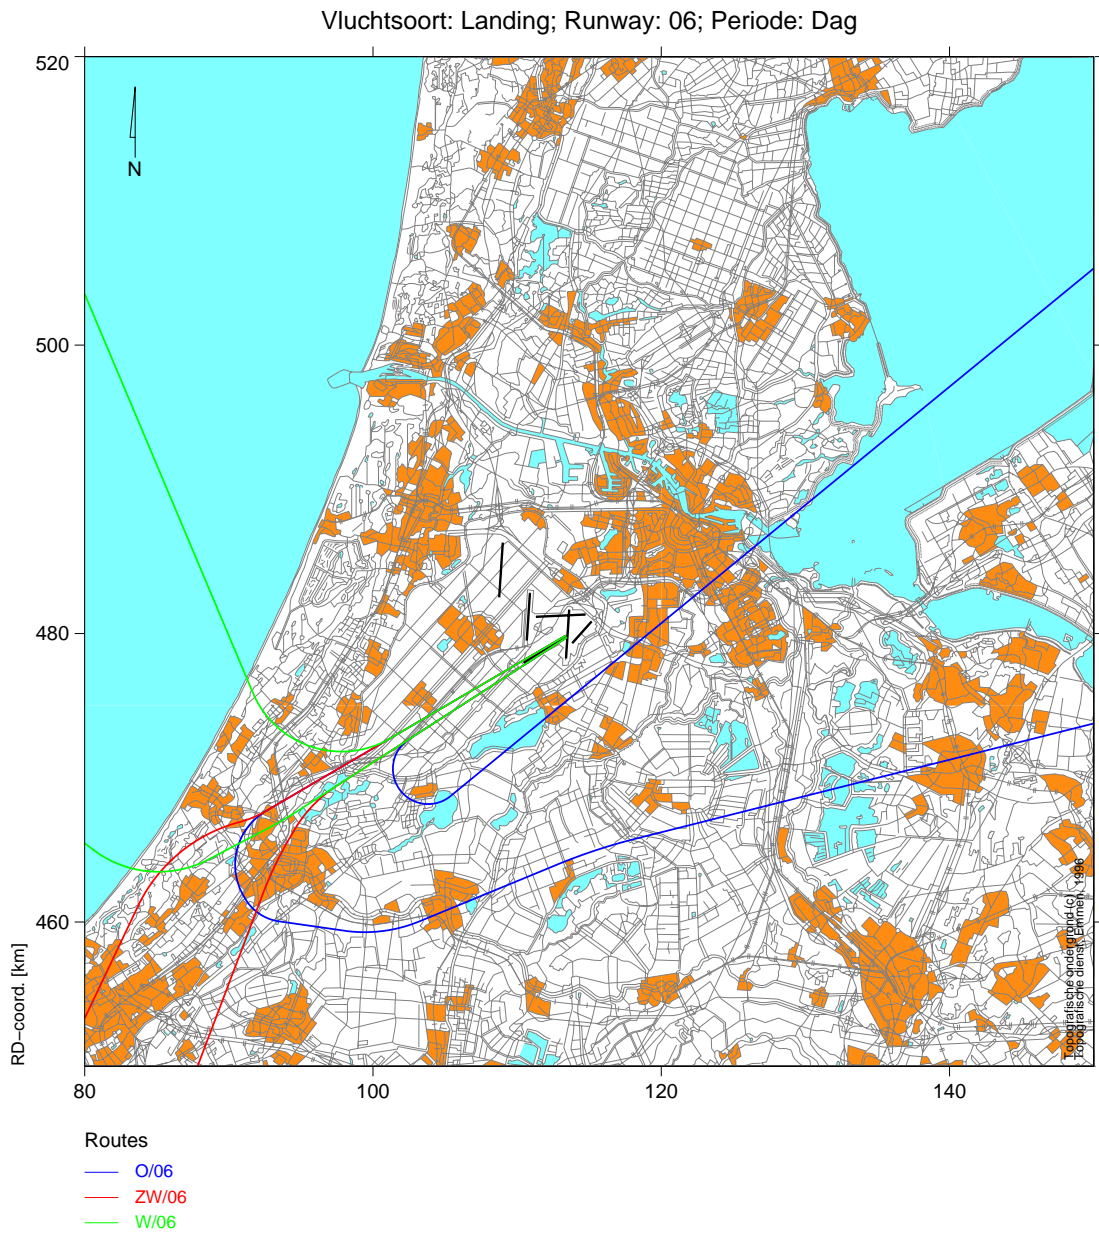 Vluchtsoort: Landing; Runway: 06; Periode: Dag
520
N
500
480
460
RD−coord. [km]
Topografische ondergrond (c)
Topografische dienst, Emmen, 1996
80
100
120
140
Routes
O/06
ZW/06
W/06